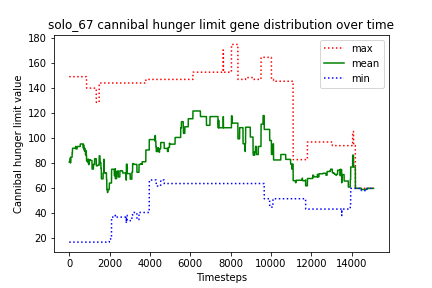 solo_67 cannibal hunger limit gene distribution over time
180
160
140
120
100
80
60
40
20
Cannibal hunger limit value
max
mean
min
0
2000
4000
6000
8000
10000
12000
14000
Timesteps